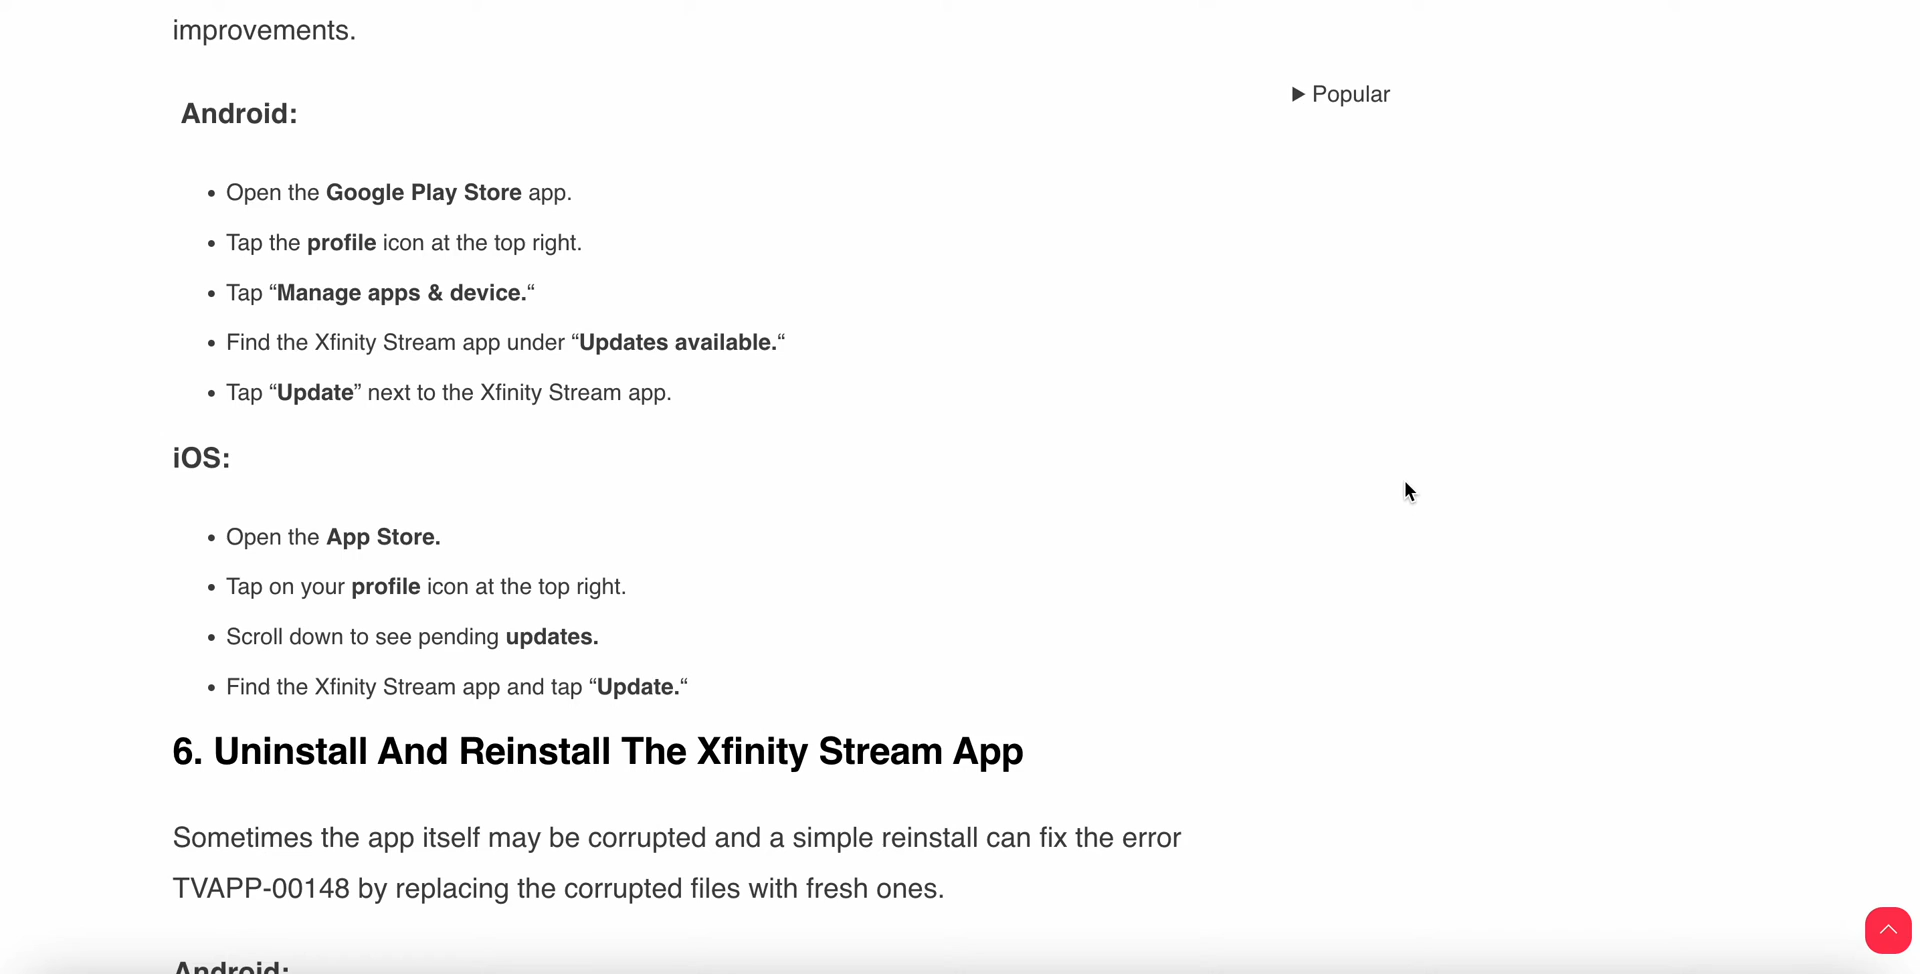 improvements.
▶ Popular
Android:
• Open the Google Play Store app.
• Tap the profile icon at the top right.
• Tap “Manage apps & device.“
• Find the Xfinity Stream app under “Updates available.“
• Tap “Update” next to the Xfinity Stream app.
iOS:
• Open the App Store.
• Tap on your profile icon at the top right.
• Scroll down to see pending updates.
• Find the Xfinity Stream app and tap “Update.“
6. Uninstall And Reinstall The Xfinity Stream App
Sometimes the app itself may be corrupted and a simple reinstall can fix the error
TVAPP-00148 by replacing the corrupted files with fresh ones.
Android: